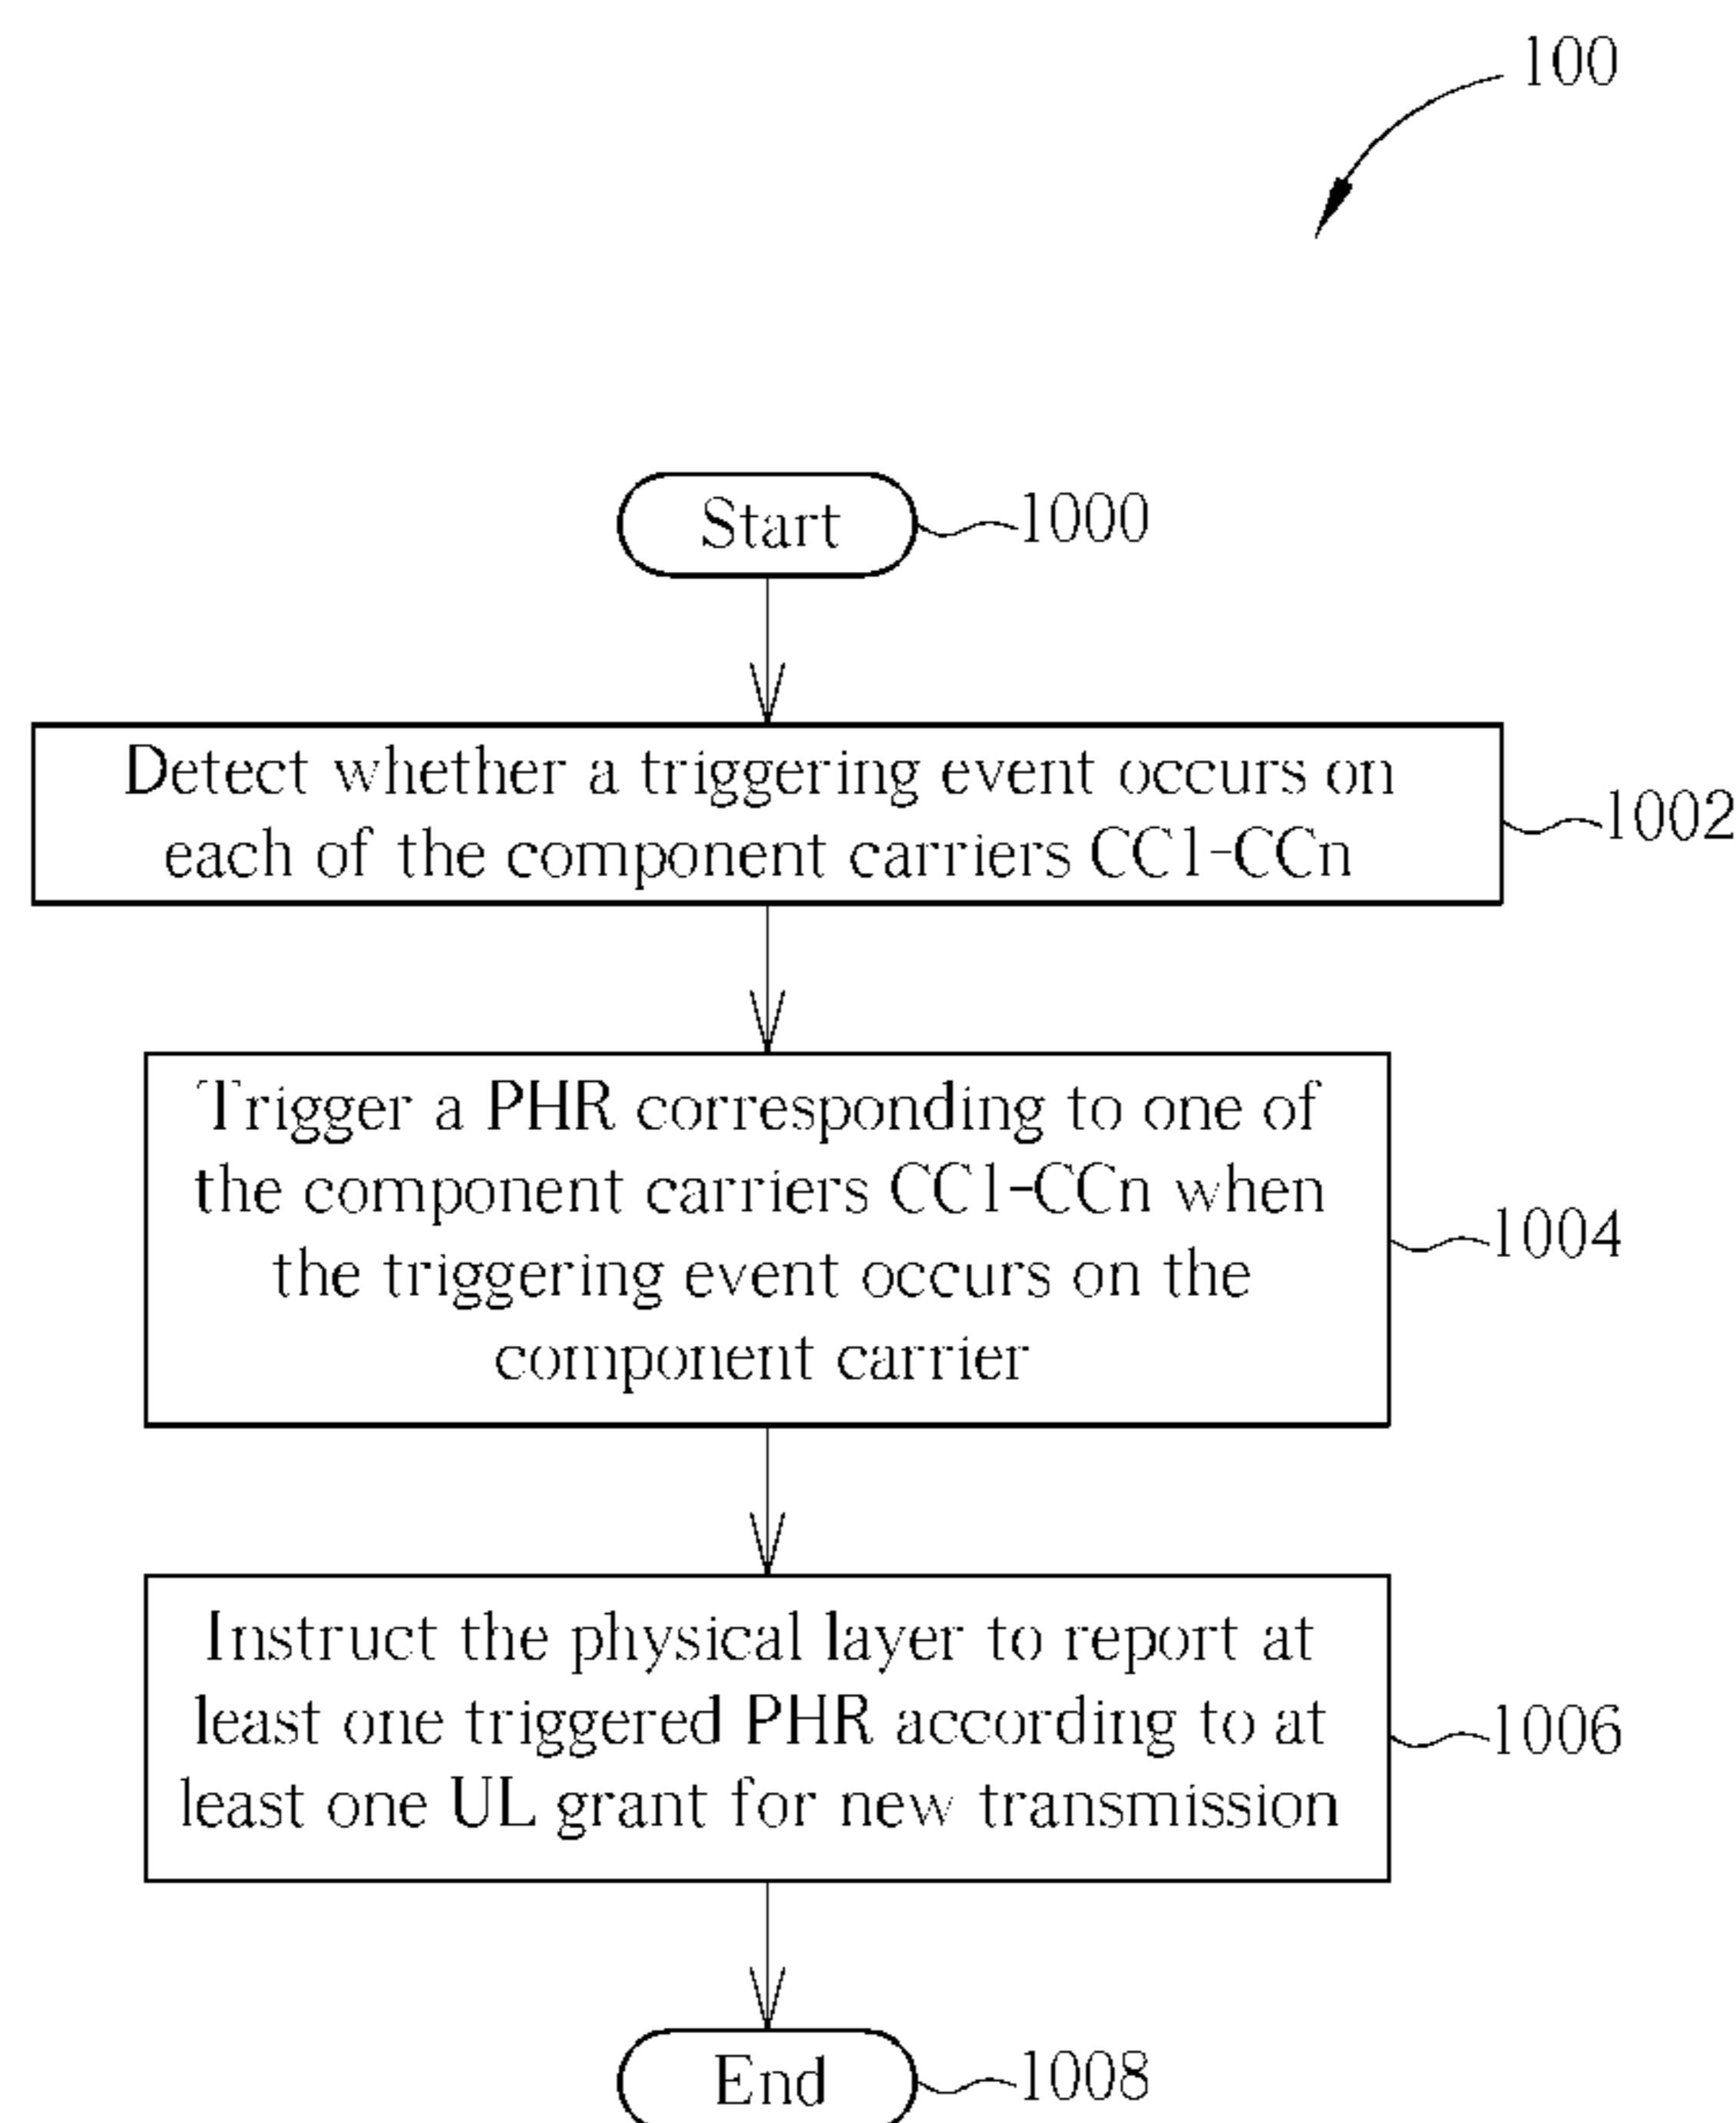 100
Start
1000
Detect whether a triggering event occurs on
each of the component carriers CC1-CCn
1002
Trigger a PHR corresponding to one of
the component carriers CC1-CCn when
the triggering event occurs on the
component carrier
1004
Instruct the physical layer to report at
least one triggered PHR according to at
least one UL grant for new transmission
1006
End
1008